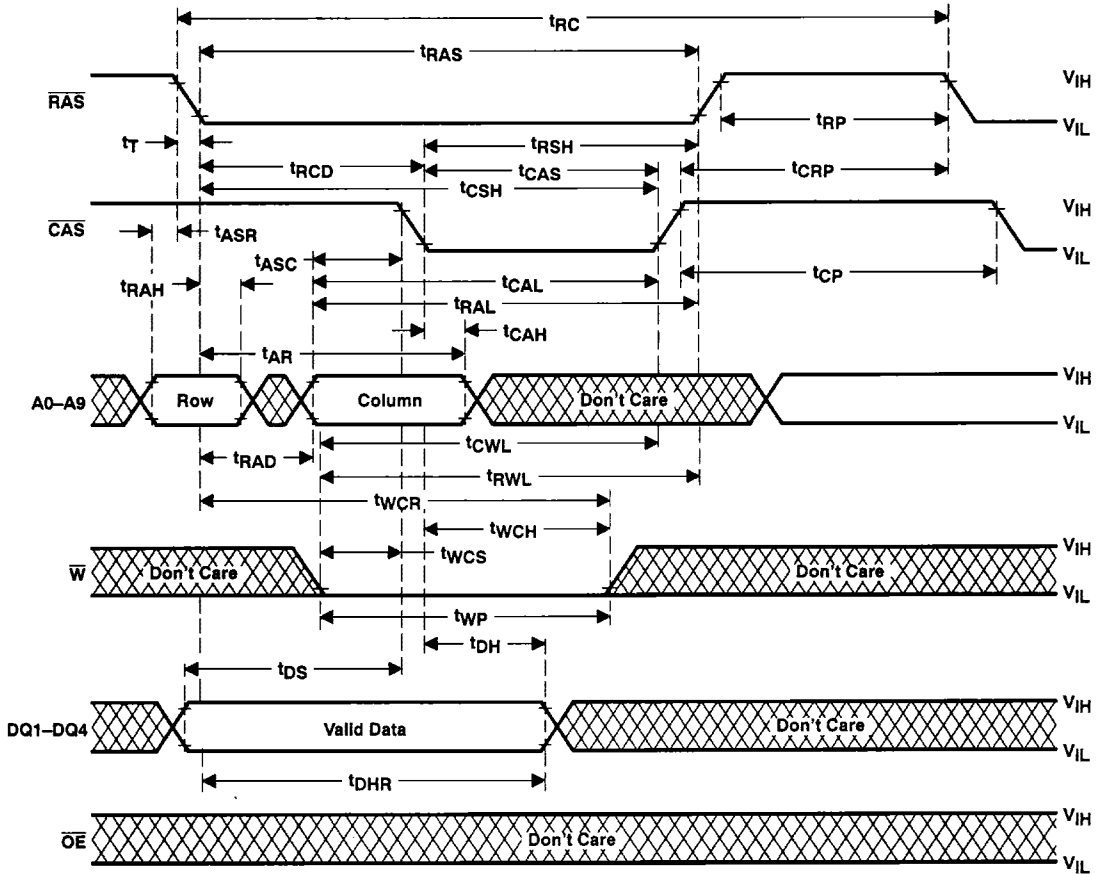 tRC
tRAS
RAS
VIH
VIL
tRP
tT
tRSH
tRCD
tCAS
tCRP
tCSH
CAS
VIH
VIL
tASR
tASC
tCP
tRAH
tCAL
tRAL
tCAH
tAR
A0–A9
Row
Column
Don't Care
VIH
VIL
tCWL
tRAD
tRWL
tWCR
tWCH
W
Don't Care
tWCS
Don't Care
VIH
VIL
tWP
tDH
tDS
DQ1–DQ4
Valid Data
Don't Care
VIH
VIL
tDHR
OE
Don't Care
VIH
VIL